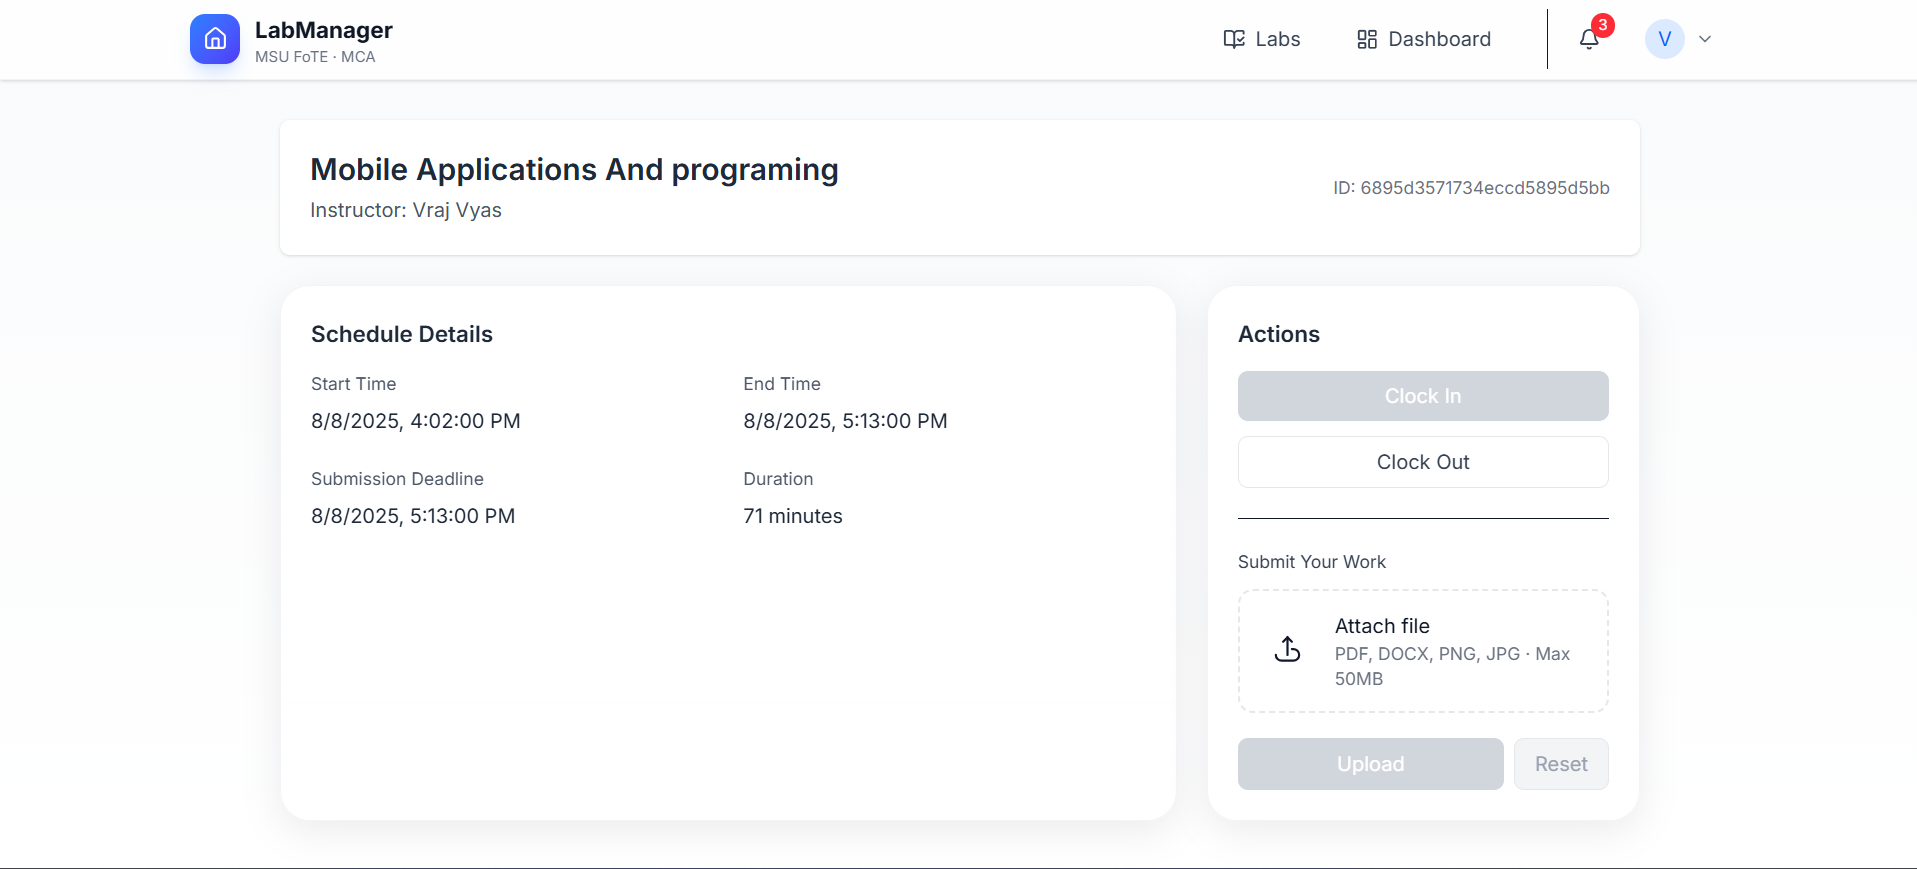 LabManager
MSU FoTE · MCA
Labs
Dashboard
3
V
Mobile Applications And programing
Instructor: Vraj Vyas
ID: 6895d3571734eccd5895d5bb
Schedule Details
Start Time
8/8/2025, 4:02:00 PM
End Time
8/8/2025, 5:13:00 PM
Submission Deadline
8/8/2025, 5:13:00 PM
Duration
71 minutes
Actions
Clock In
Clock Out
Submit Your Work
Attach file
PDF, DOCX, PNG, JPG · Max
50MB
Upload
Reset